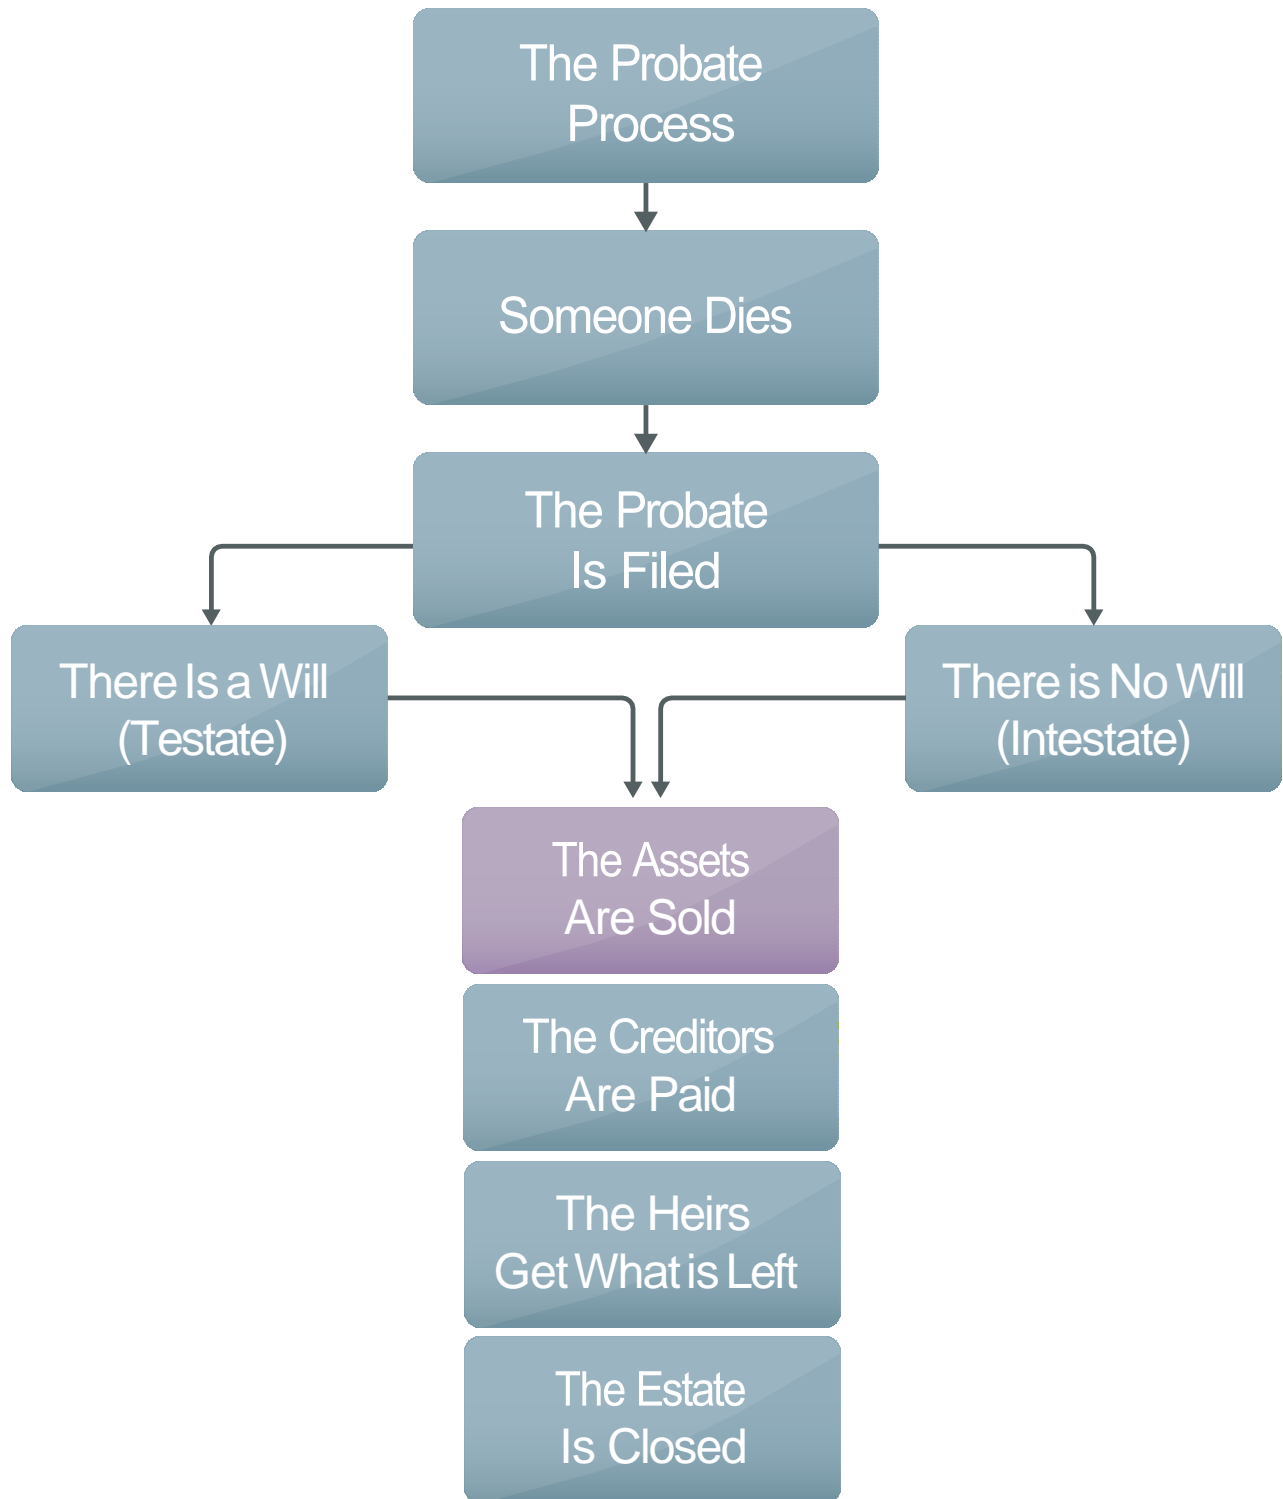 The Probate
Process
Someone Dies
The Probate
Is Filed
There Is a Will
(Testate)
There is No Will
(Intestate)
The Assets
Are Sold
The Creditors
Are Paid
The Heirs
Get What is Left
The Estate
Is Closed